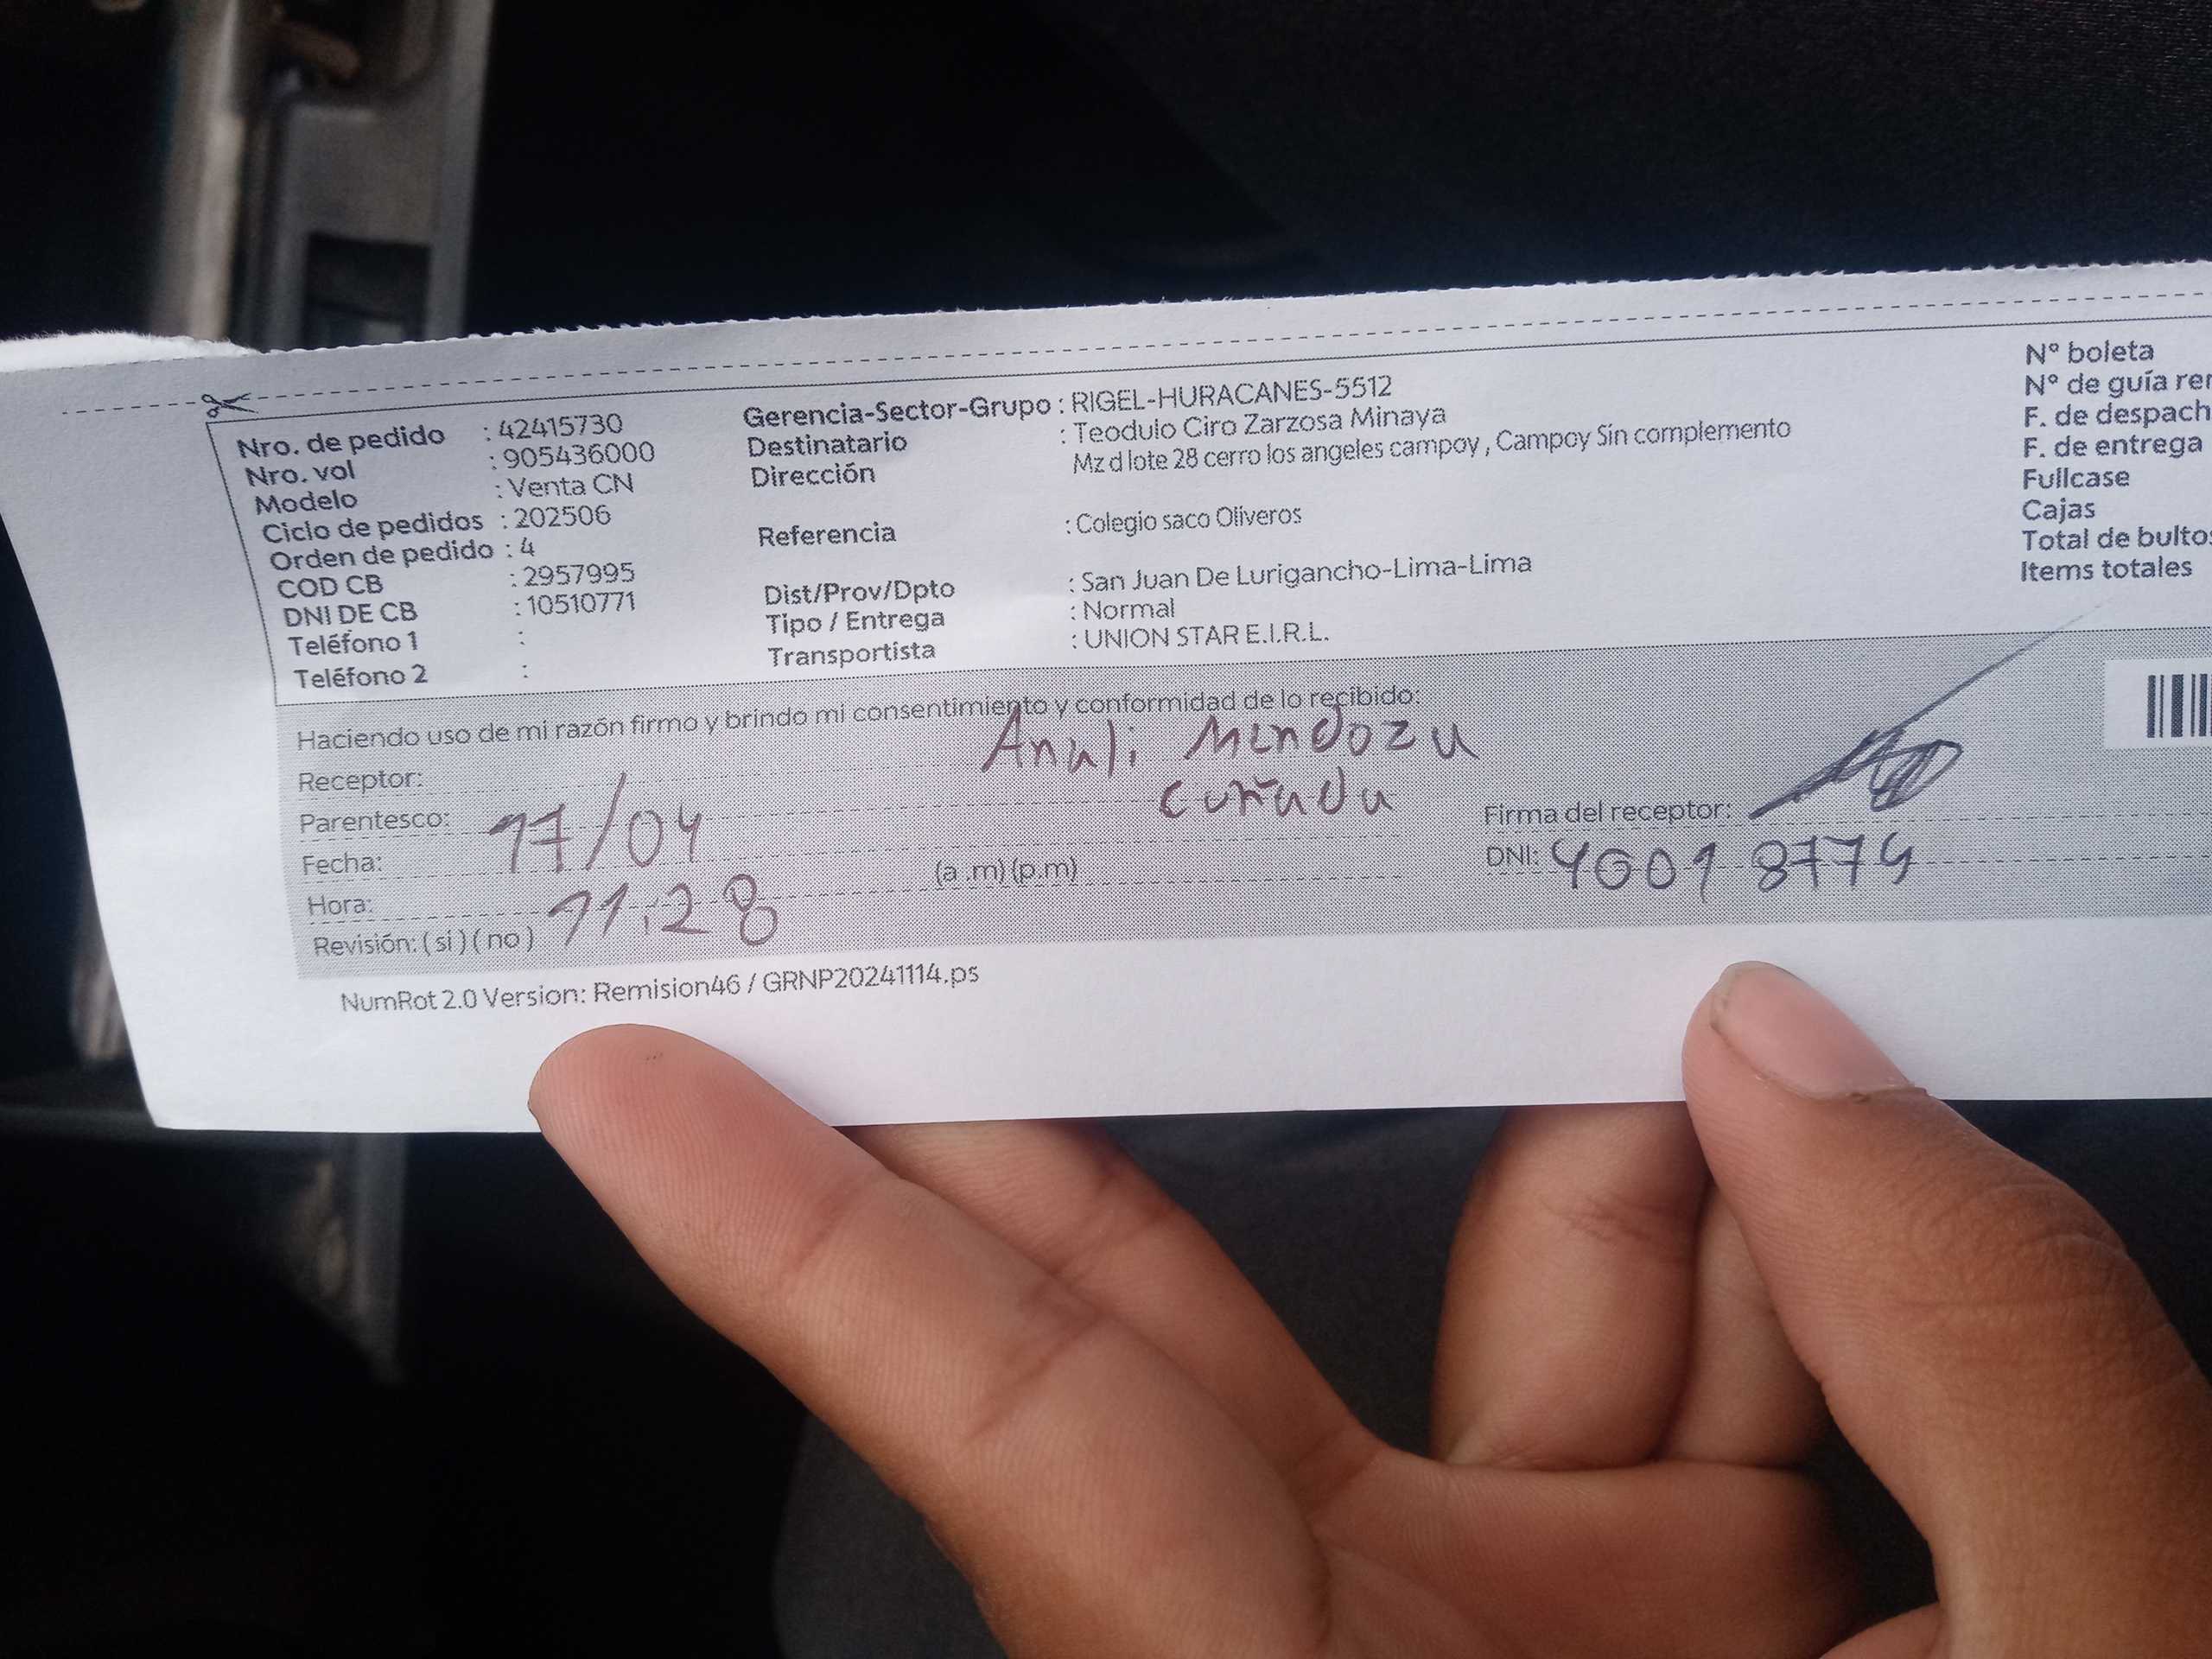 Nro. de pedido : 42415730
Nro. vol : 905436000
Modelo : Venta CN
Ciclo de pedidos : 202506
Orden de pedido : 4
COD CB : 2957995
DNI DE CB : 10510771
Teléfono 1 :
Teléfono 2 :
Gerencia-Sector-Grupo : RIGEL-HURACANES-5512
Destinatario : Teodulo Ciro Zarzosa Minaya
Dirección Mz d lote 28 cerro los angeles campoy , Campoy Sin complemento
Referencia : Colegio saco Oliveros
Dist/Prov/Dpto : San Juan De Lurigancho-Lima-Lima
Tipo / Entrega : Normal
Transportista : UNION STAR E.I.R.L.
N° boleta
N° de guía rer
F. de despach
F. de entrega
Fullcase
Cajas
Total de bultos
Items totales
Haciendo uso de mi razón firmo y brindo mi consentimiento y conformidad de lo recibido:
Receptor: Anali Mendoza
Parentesco: cuñada
Fecha: 17/04
Hora: 11:28 (a .m) (p.m)
Revisión: ( si ) ( no )
Firma del receptor:
DNI:
NumRot 2.0 Version: Remision46 / GRNP20241114.ps